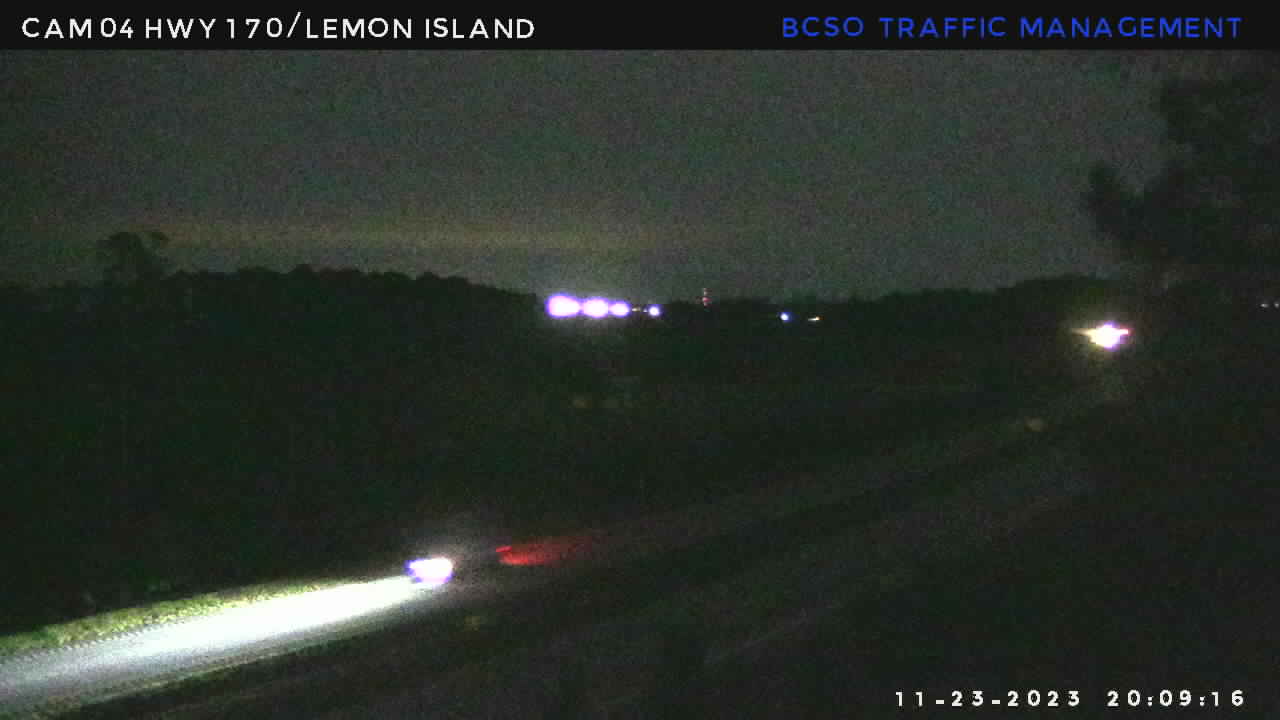 CAM04 HWY 170/LEMON ISLAND
BCSO TRAFFIC MANAGEMENT
11-23-2023 20:09:16